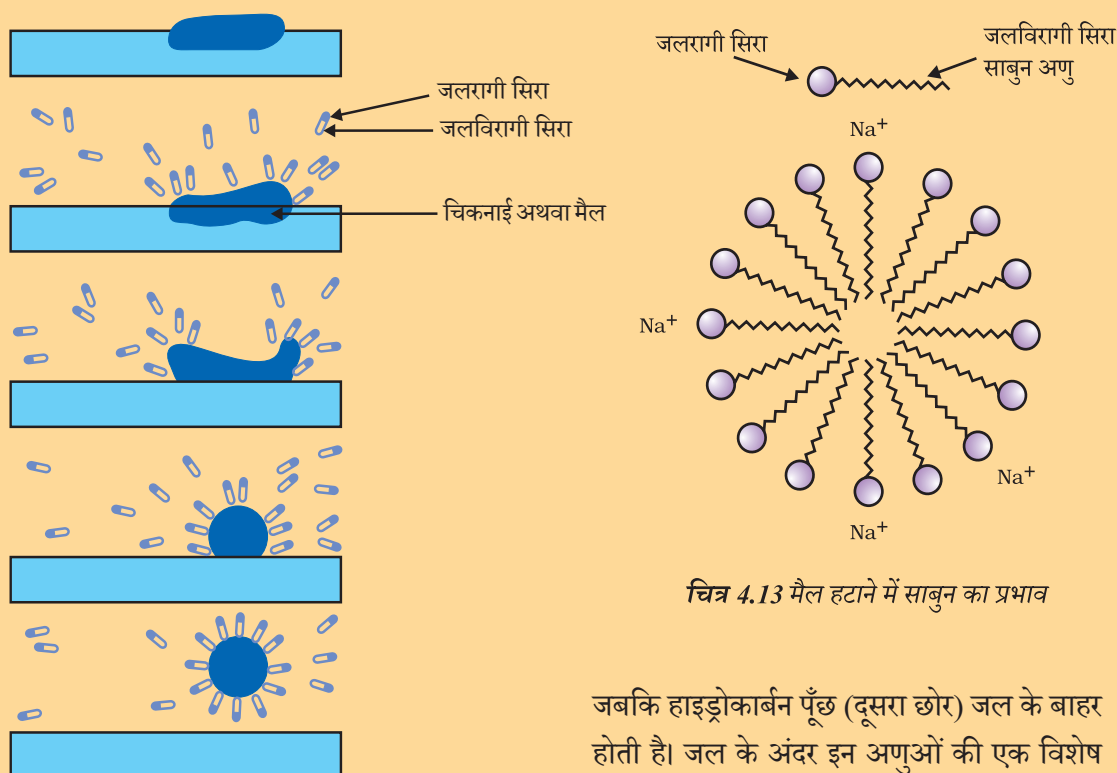 जलरागी सिरा
जलविरागी सिरा
चिकनाई अथवा मैल
जलरागी सिरा
जलविरागी सिरा
साबुन अणु
Na+
Na+
Na+
Na+
चित्र 4.13 मैल हटाने में साबुन का प्रभाव
जबकि हाइड्रोकार्बन पूँछ (दूसरा छोर) जल के बाहर
होती है। जल के अंदर इन अणुओं की एक विशेष